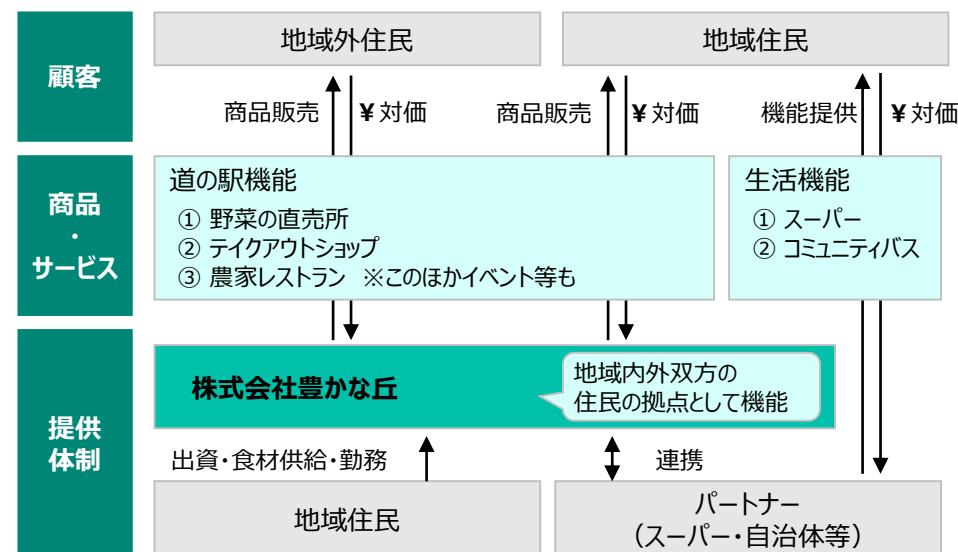 顧客
地域外住民
地域住民
商品販売
¥ 対価
商品販売
¥ 対価
機能提供
¥ 対価
商品
・
サービス
道の駅機能
① 野菜の直売所
② テイクアウトショップ
③ 農家レストラン ※このほかイベント等も
生活機能
① スーパー
② コミュニティバス
提供
体制
株式会社豊かな丘
地域内外双方の
住民の拠点として機能
出資・食材供給・勤務
連携
地域住民
パートナー
（スーパー・自治体等）